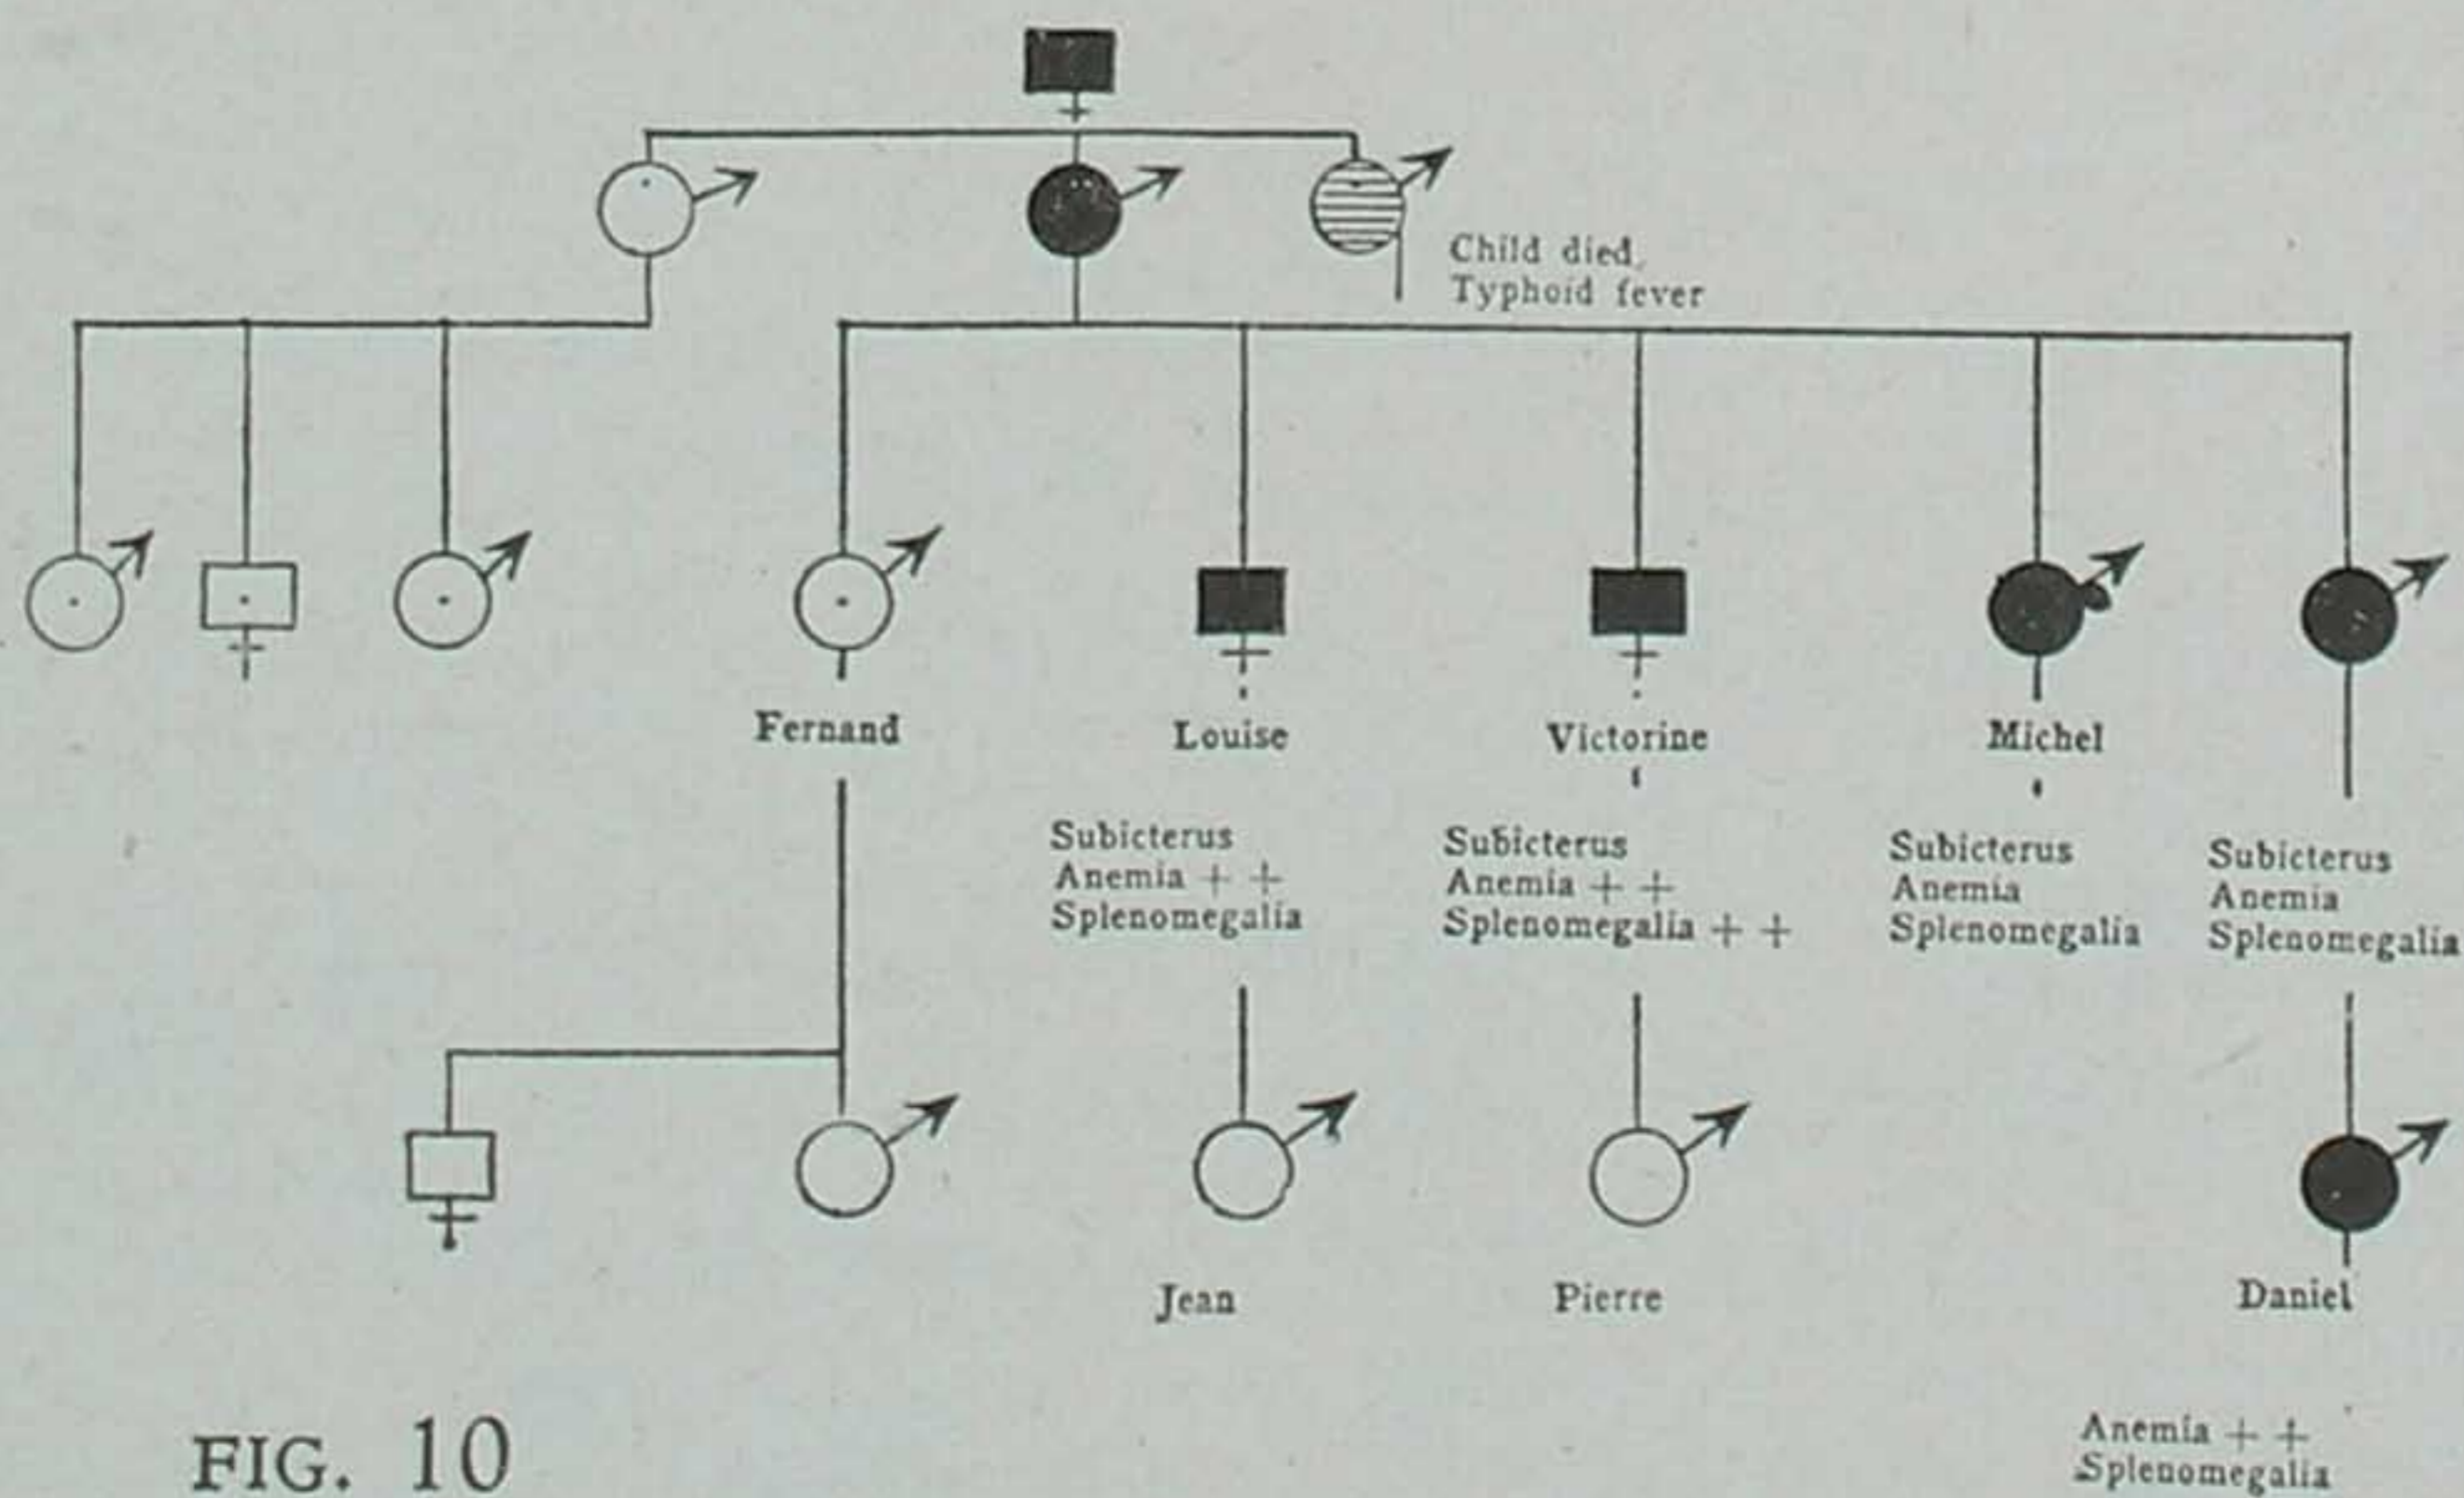 Child died,
Typhoid fever
Fernand
Louise
Victorine
Michel
Subicterus
Anemia + +
Splenomegalia
Subicterus
Anemia + +
Splenomegalia + +
Subicterus
Anemia
Splenomegalia
Subicterus
Anemia
Splenomegalia
Jean
Pierre
Daniel
Anemia + +
Splenomegalia
FIG. 10